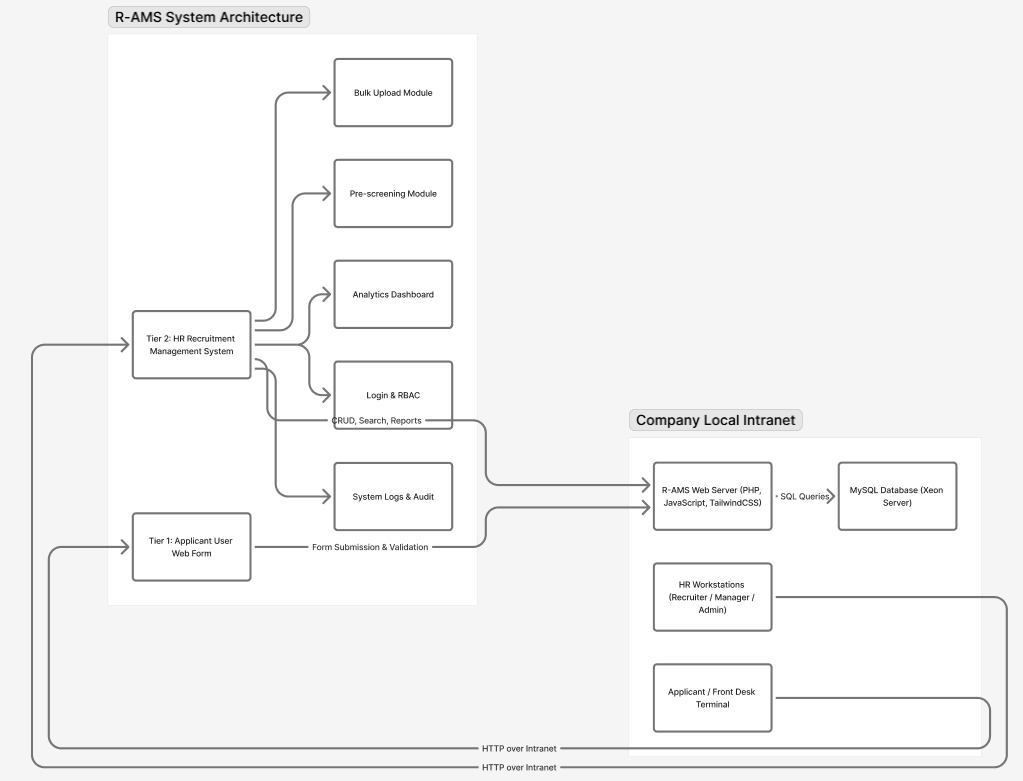 R-AMS System Architecture
Bulk Upload Module
Pre-screening Module
Analytics Dashboard
Tier 2: HR Recruitment
Management System
Login & RBAC
CRUD, Search, Reports
System Logs & Audit
Tier 1: Applicant User
Web Form
Form Submission & Validation
Company Local Intranet
R-AMS Web Server (PHP,
JavaScript, TailwindCSS)
SQL Queries
MySQL Database (Xeon
Server)
HR Workstations
(Recruiter / Manager /
Admin)
Applicant / Front Desk
Terminal
HTTP over Intranet
HTTP over Intranet